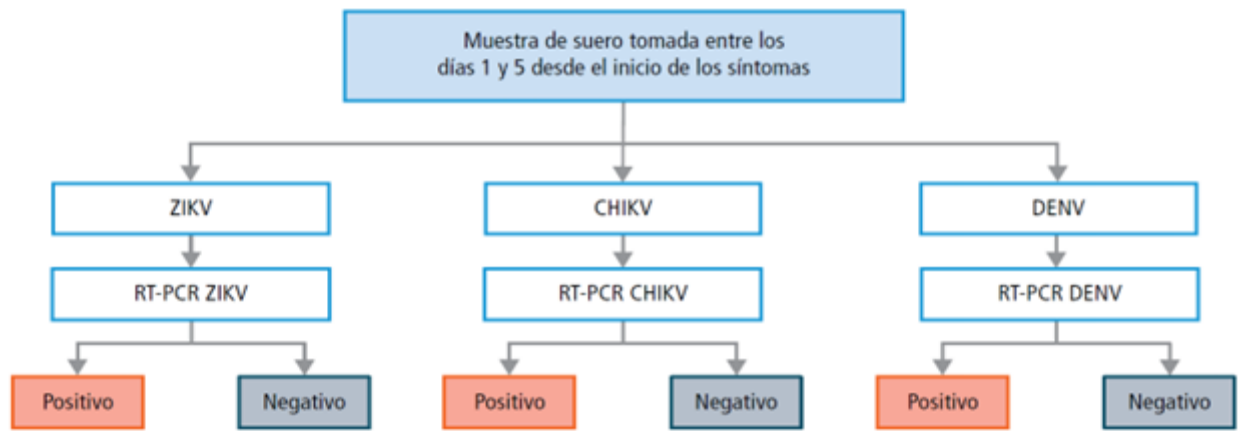 Muestra de suero tomada entre los
días 1 y 5 desde el inicio de los síntomas
ZIKV
CHIKV
DENV
RT-PCR ZIKV
RT-PCR CHIKV
RT-PCR DENV
Positivo
Negativo
Positivo
Negativo
Positivo
Negativo